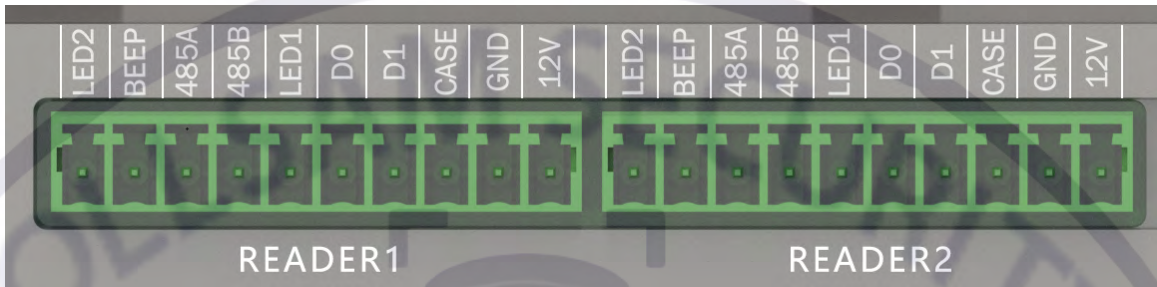 LED2 BEEP 485A 485B LED1 D0 D1 CASE GND 12V LED2 BEEP 485A 485B LED1 D0 D1 CASE GND 12V
READER1 READER2